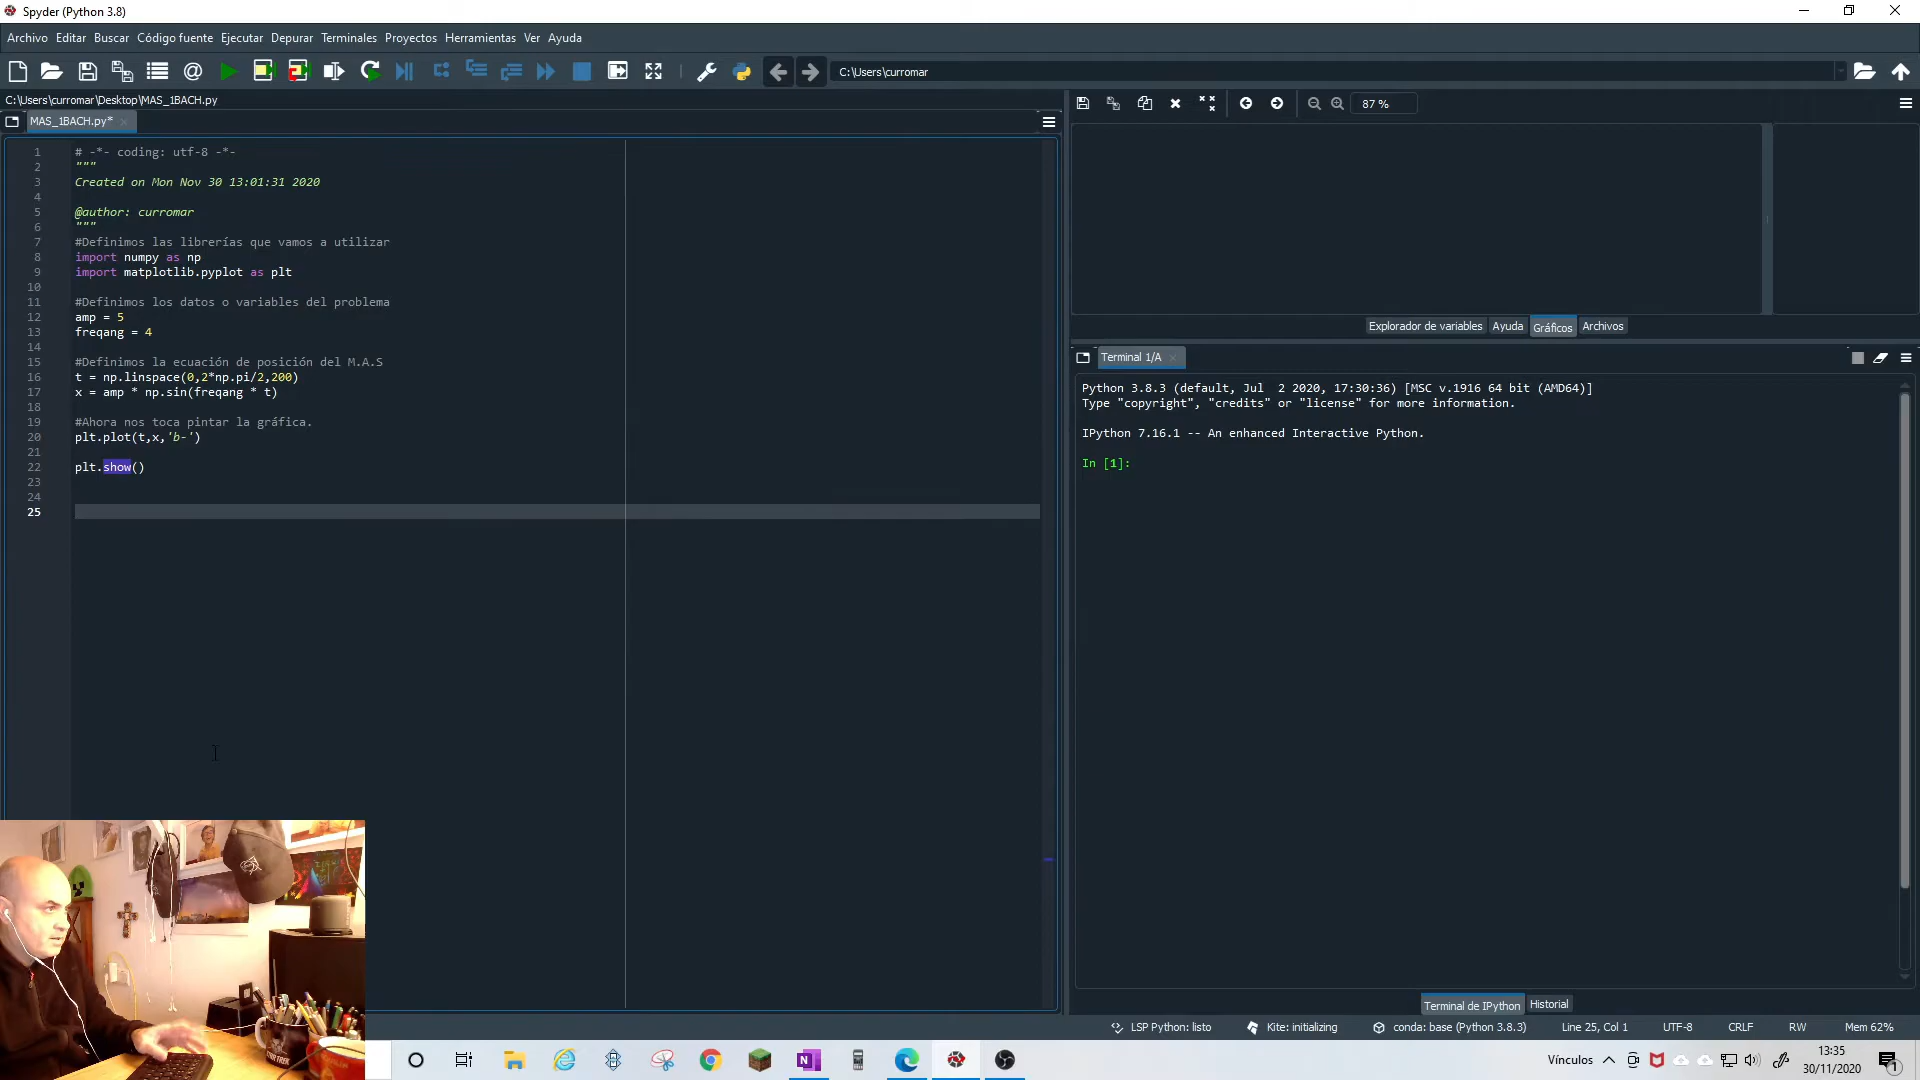 Spyder (Python 3.8)
Archivo Editar Buscar Código fuente Ejecutar Depurar Terminales Proyectos Herramientas Ver Ayuda
C:\Users\curromar
C:\Users\curromar\Desktop\MAS_1BACH.py
87 %
MAS_1BACH.py*
1 # -*- coding: utf-8 -*-
2 """
3 Created on Mon Nov 30 13:01:31 2020
4
5 @author: curromar
6 """
7 #Definimos las librerías que vamos a utilizar
8 import numpy as np
9 import matplotlib.pyplot as plt
10
11 #Definimos los datos o variables del problema
12 amp = 5
13 freqang = 4
14
15 #Definimos la ecuación de posición del M.A.S
16 t = np.linspace(0,2*np.pi/2,200)
17 x = amp * np.sin(freqang * t)
18
19 #Ahora nos toca pintar la gráfica.
20 plt.plot(t,x,'b-')
21
22 plt.show()
23
24
25
Explorador de variables Ayuda Gráficos Archivos
Terminal 1/A
Python 3.8.3 (default, Jul  2 2020, 17:30:36) [MSC v.1916 64 bit (AMD64)]
Type "copyright", "credits" or "license" for more information.
IPython 7.16.1 -- An enhanced Interactive Python.
In [1]:
Terminal de IPython Historial
LSP Python: listo Kite: initializing conda: base (Python 3.8.3) Line 25, Col 1 UTF-8 CRLF RW Mem 62%
Vínculos
13:35
30/11/2020